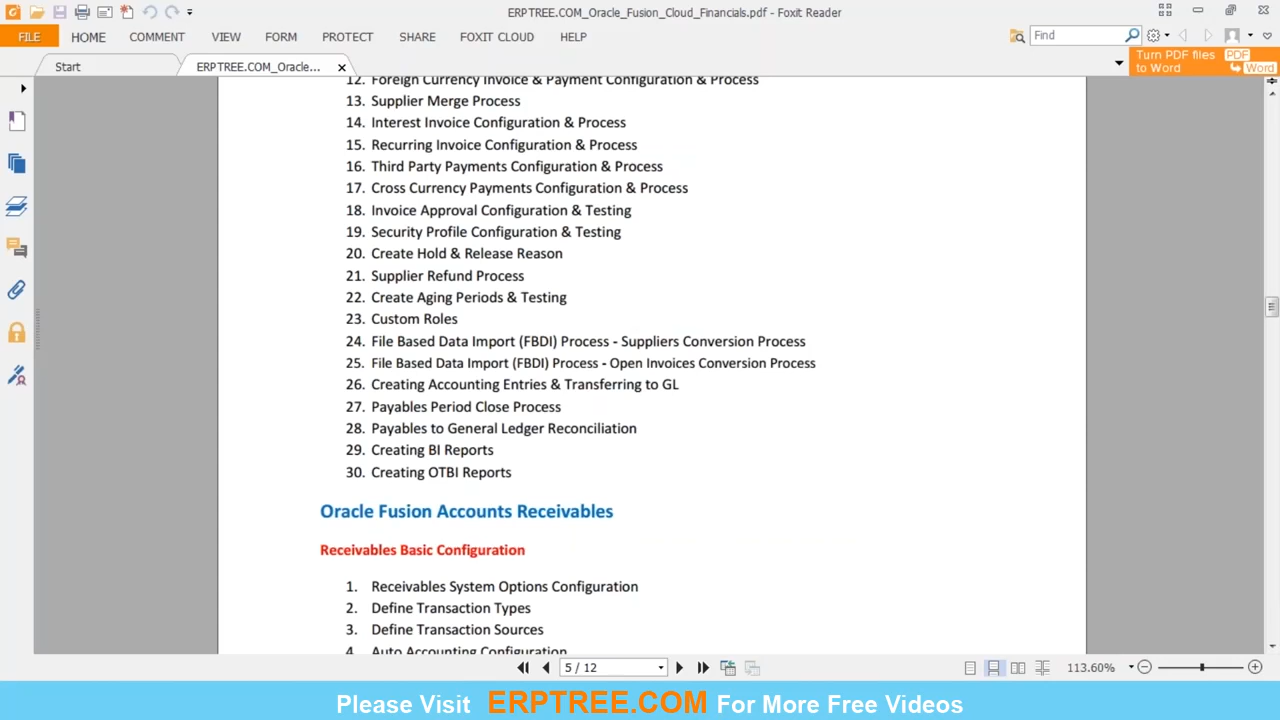 ERPTREE.COM_Oracle_Fusion_Cloud_Financials.pdf - Foxit Reader
FILE HOME COMMENT VIEW FORM PROTECT SHARE FOXIT CLOUD HELP
Find
Start
ERPTREE.COM_Oracle...
Turn PDF files
to Word
PDF
Word
12. Foreign Currency Invoice & Payment Configuration & Process
13. Supplier Merge Process
14. Interest Invoice Configuration & Process
15. Recurring Invoice Configuration & Process
16. Third Party Payments Configuration & Process
17. Cross Currency Payments Configuration & Process
18. Invoice Approval Configuration & Testing
19. Security Profile Configuration & Testing
20. Create Hold & Release Reason
21. Supplier Refund Process
22. Create Aging Periods & Testing
23. Custom Roles
24. File Based Data Import (FBDI) Process - Suppliers Conversion Process
25. File Based Data Import (FBDI) Process - Open Invoices Conversion Process
26. Creating Accounting Entries & Transferring to GL
27. Payables Period Close Process
28. Payables to General Ledger Reconciliation
29. Creating BI Reports
30. Creating OTBI Reports
Oracle Fusion Accounts Receivables
Receivables Basic Configuration
1. Receivables System Options Configuration
2. Define Transaction Types
3. Define Transaction Sources
4. Auto Accounting Configuration
5 / 12
113.60%
Please Visit ERPTREE.COM For More Free Videos